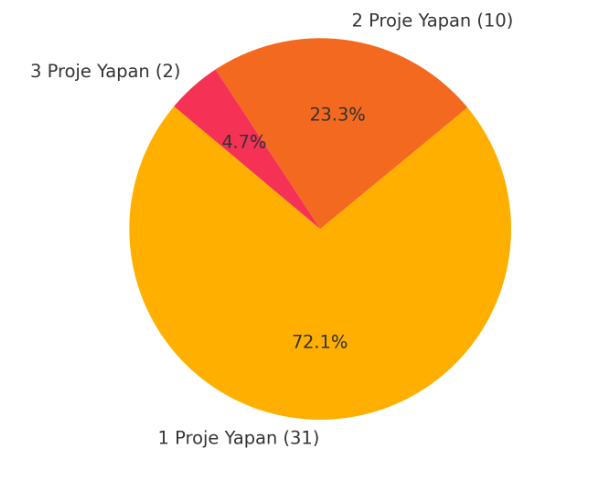 2 Proje Yapan (10)
3 Proje Yapan (2)
23.3%
4.7%
72.1%
1 Proje Yapan (31)